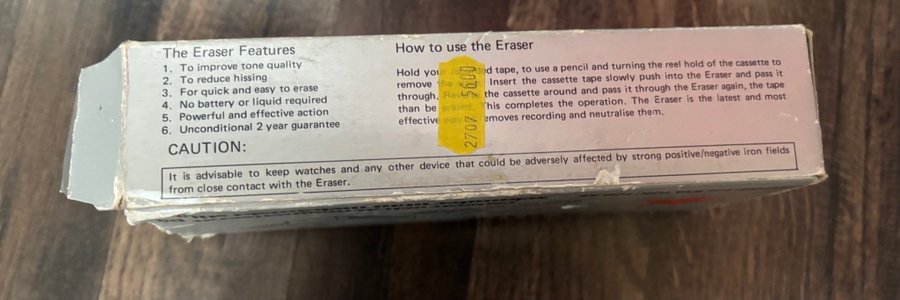 The Eraser Features
1. To improve tone quality
2. To reduce hissing
3. For quick and easy to erase
4. No battery or liquid required
5. Powerful and effective action
6. Unconditional 2 year guarantee
How to use the Eraser
Hold you d tape, to use a pencil and turning the reel hold of the cassette to
remove Insert the cassette tape slowly push into the Eraser and pass it
through. the cassette around and pass it through the Eraser again, the tape
than be This completes the operation. The Eraser is the latest and most
effective emoves recording and neutralise them.
2707 5600
CAUTION:
It is advisable to keep watches and any other device that could be adversely affected by strong positive/negative iron fields
from close contact with the Eraser.